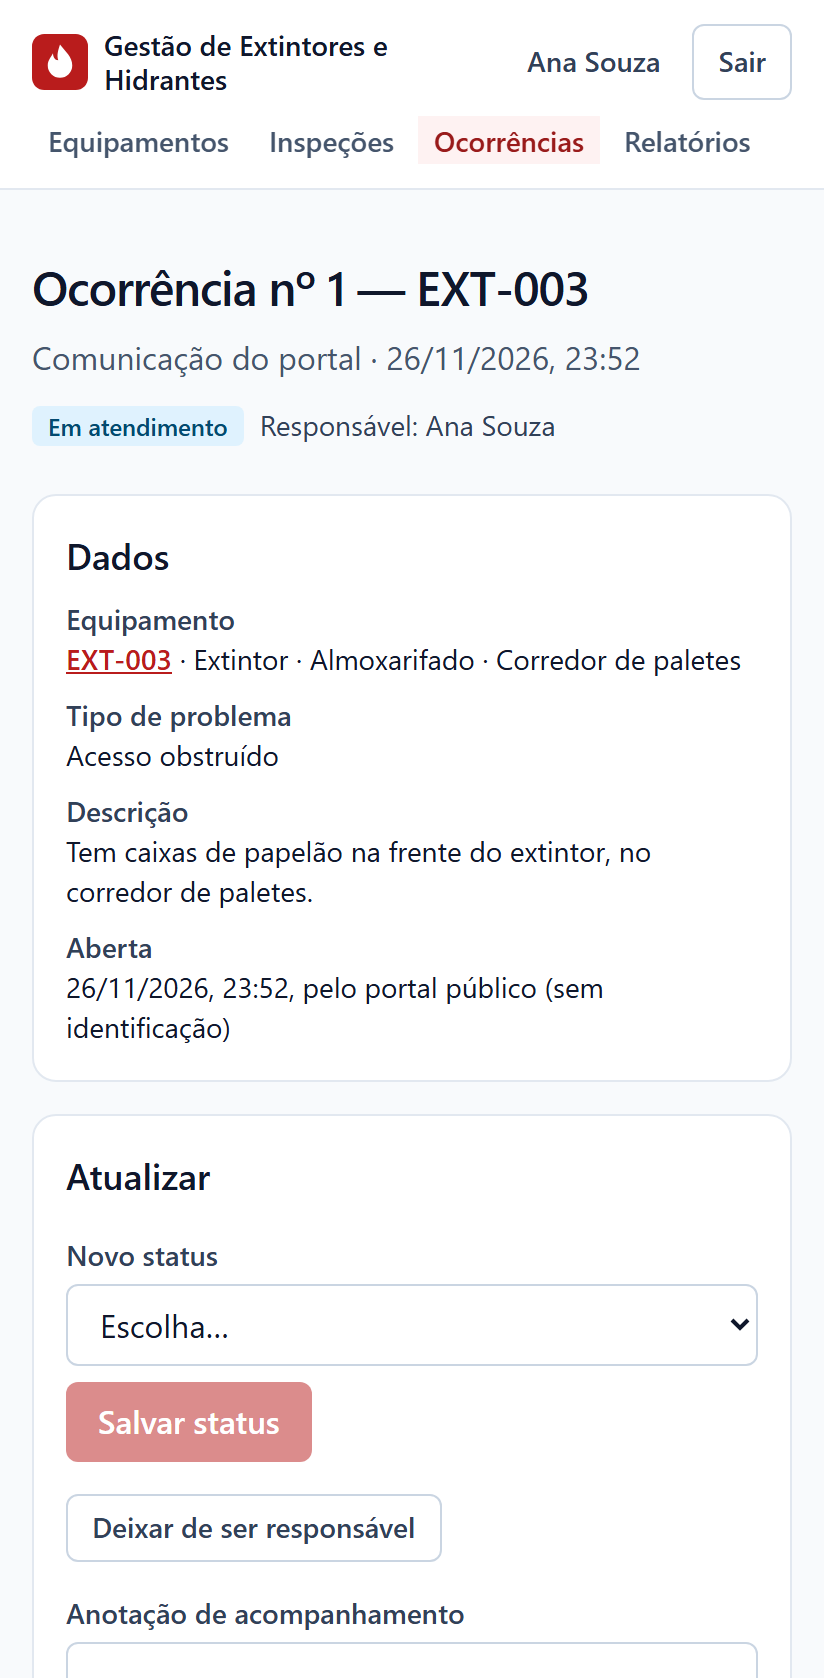 Gestão de Extintores e
Hidrantes
Ana Souza
Sair
Equipamentos
Inspeções
Ocorrências
Relatórios
Ocorrência nº 1 — EXT-003
Comunicação do portal · 26/11/2026, 23:52
Em atendimento
Responsável: Ana Souza
Dados
Equipamento
EXT-003 · Extintor · Almoxarifado · Corredor de paletes
Tipo de problema
Acesso obstruído
Descrição
Tem caixas de papelão na frente do extintor, no
corredor de paletes.
Aberta
26/11/2026, 23:52, pelo portal público (sem
identificação)
Atualizar
Novo status
Escolha...
Salvar status
Deixar de ser responsável
Anotação de acompanhamento